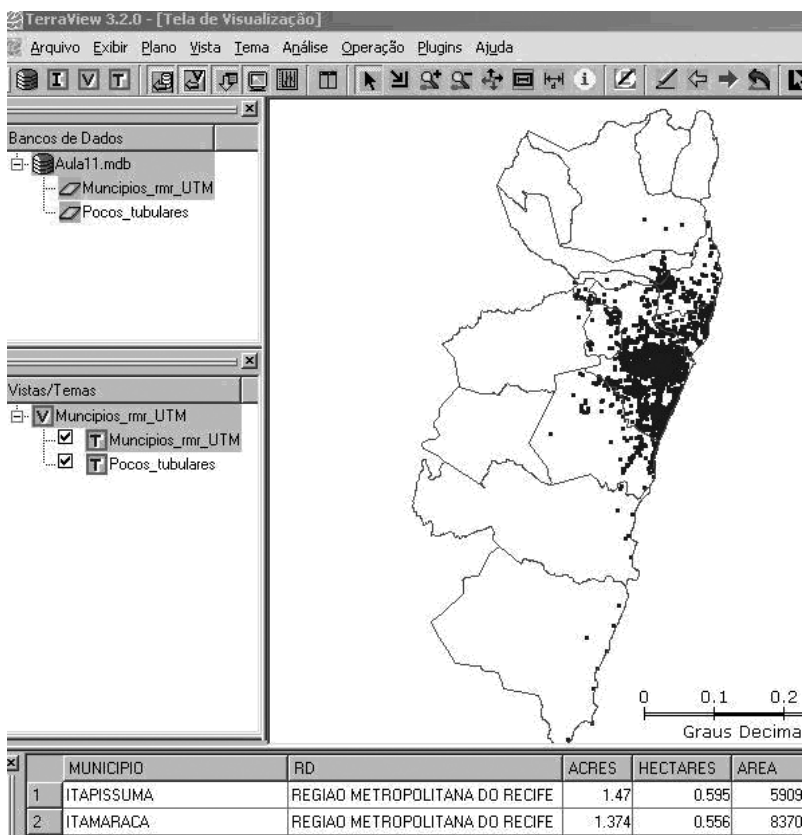 TerraView 3.2.0 - [Tela de Visualização]
Arquivo Exibir Plano Vista Tema Análise Operação Plugins Ajuda
I V T
Bancos de Dados
Aula11.mdb
Muncipios_rmr_UTM
Pocos_tubulares
Vistas/Temas
V Muncipios_rmr_UTM
T Muncipios_rmr_UTM
T Pocos_tubulares
0 0.1 0.2
Graus Decima
MUNICIPIO RD ACRES HECTARES AREA
1 ITAPISSUMA REGIAO METROPOLITANA DO RECIFE 1.47 0.595 5909
2 ITAMARACA REGIAO METROPOLITANA DO RECIFE 1.374 0.556 8370